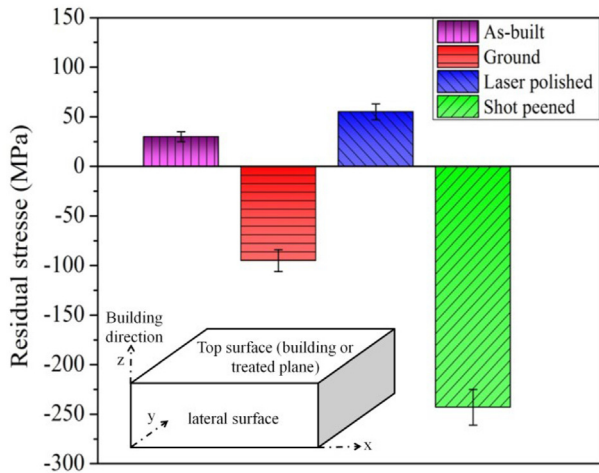 150
100
50
0
-50
-100
-150
-200
-250
-300
Residual stresse (MPa)
As-built
Ground
Laser polished
Shot peened
Building
direction
z
Top surface (building or
treated plane)
y
lateral surface
x